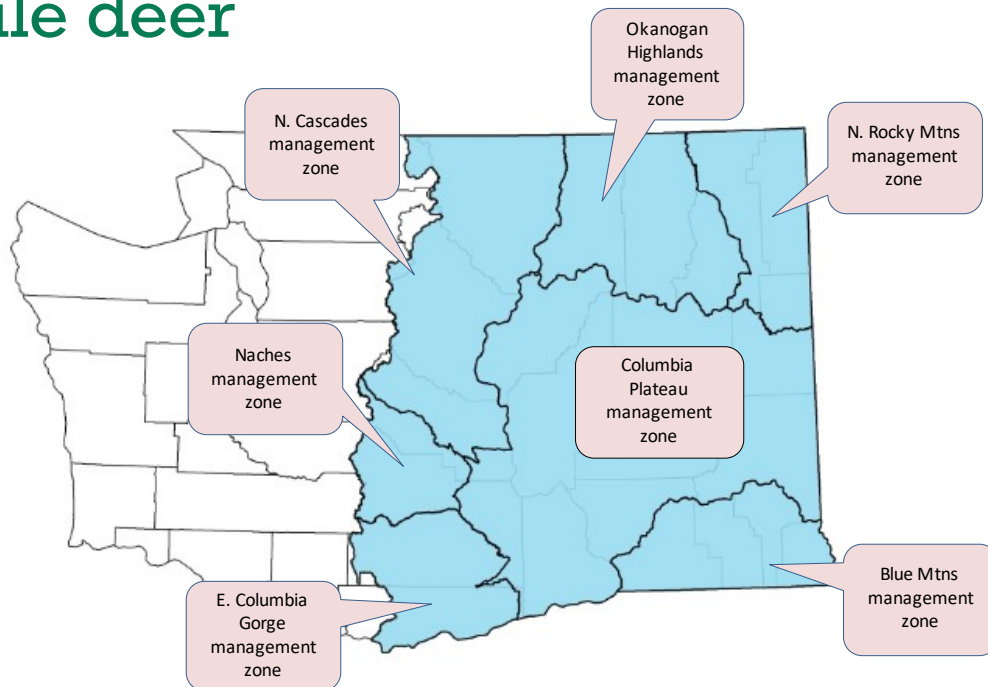 ule deer
Okanogan
Highlands
management
zone
N. Cascades
management
zone
N. Rocky Mtns
management
zone
Naches
management
zone
Columbia
Plateau
management
zone
E. Columbia
Gorge
management
zone
Blue Mtns
management
zone